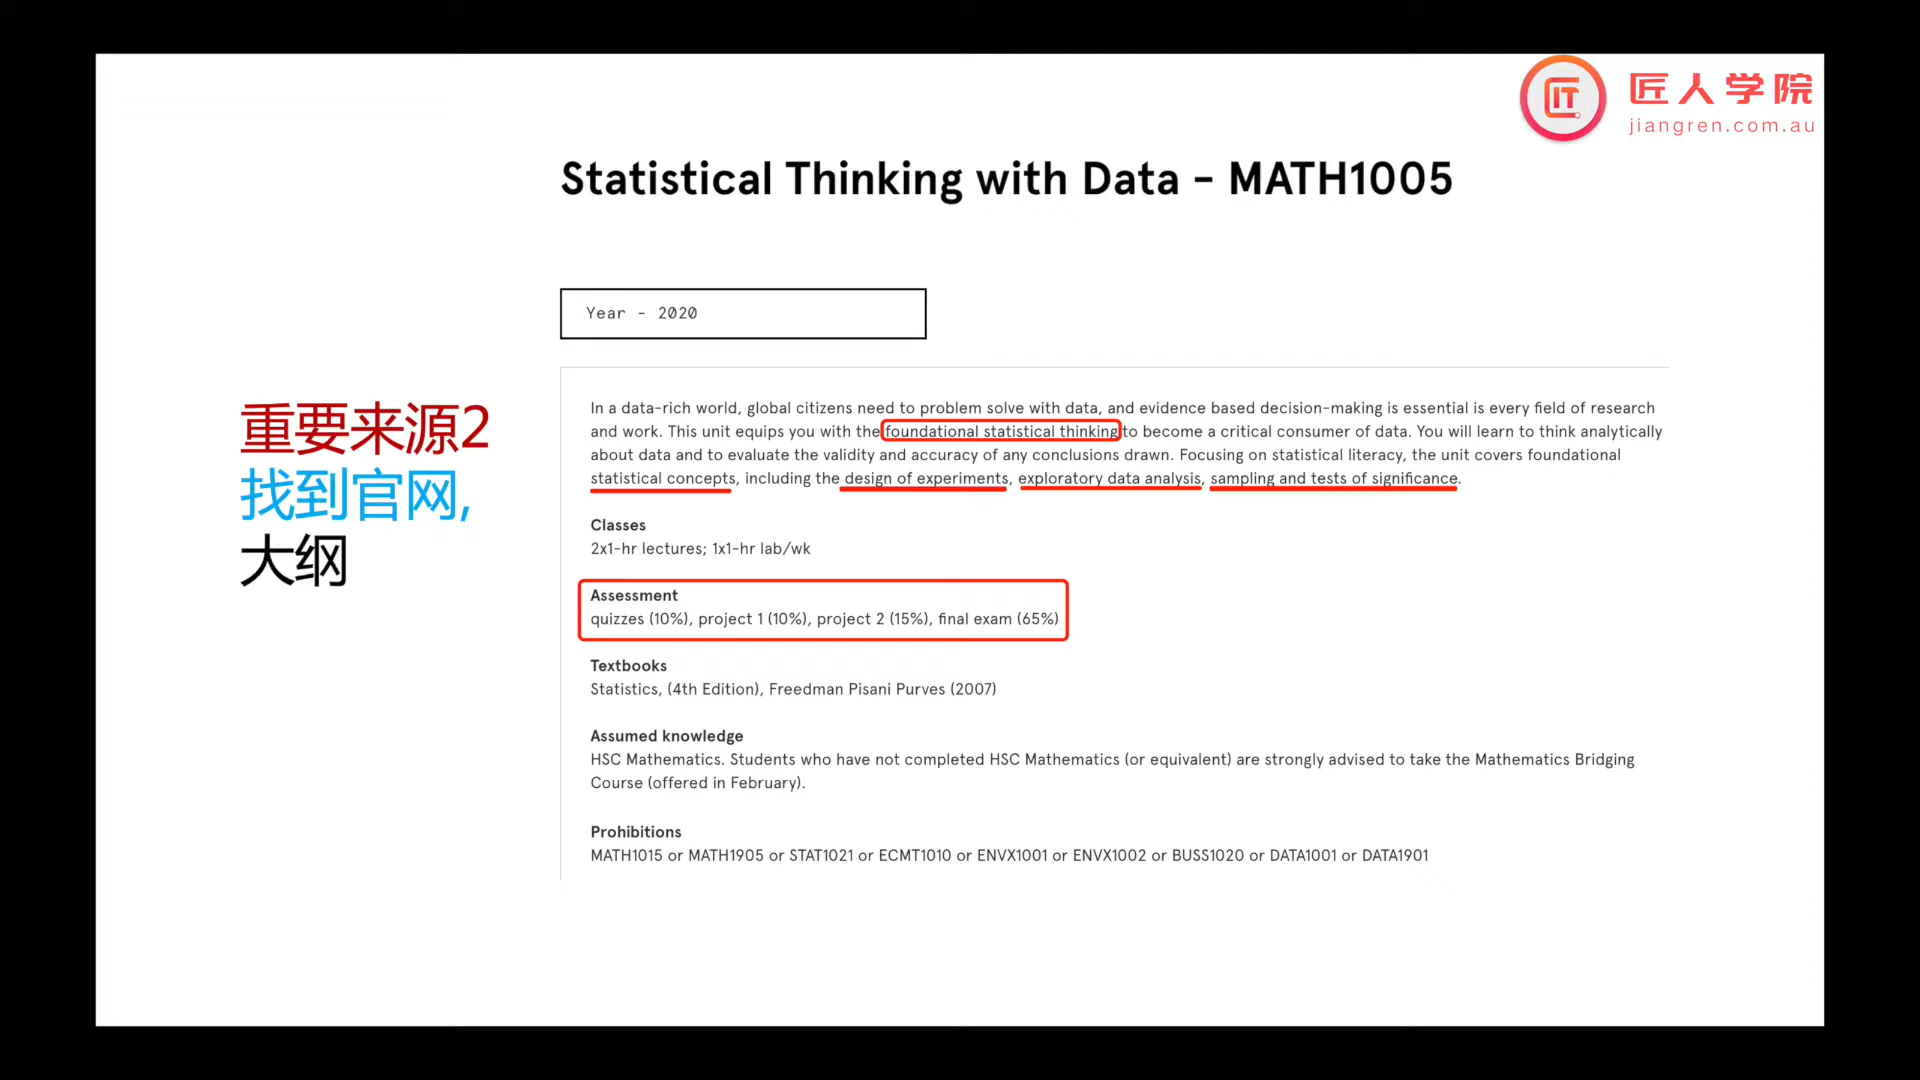 IT
匠人学院
jiangren.com.au
Statistical Thinking with Data – MATH1005
Year - 2020
重要来源2
找到官网,
大纲
In a data-rich world, global citizens need to problem solve with data, and evidence based decision-making is essential is every field of research
and work. This unit equips you with the foundational statistical thinking to become a critical consumer of data. You will learn to think analytically
about data and to evaluate the validity and accuracy of any conclusions drawn. Focusing on statistical literacy, the unit covers foundational
statistical concepts, including the design of experiments, exploratory data analysis, sampling and tests of significance.
Classes
2x1-hr lectures; 1x1-hr lab/wk
Assessment
quizzes (10%), project 1 (10%), project 2 (15%), final exam (65%)
Textbooks
Statistics, (4th Edition), Freedman Pisani Purves (2007)
Assumed knowledge
HSC Mathematics. Students who have not completed HSC Mathematics (or equivalent) are strongly advised to take the Mathematics Bridging
Course (offered in February).
Prohibitions
MATH1015 or MATH1905 or STAT1021 or ECMT1010 or ENVX1001 or ENVX1002 or BUSS1020 or DATA1001 or DATA1901